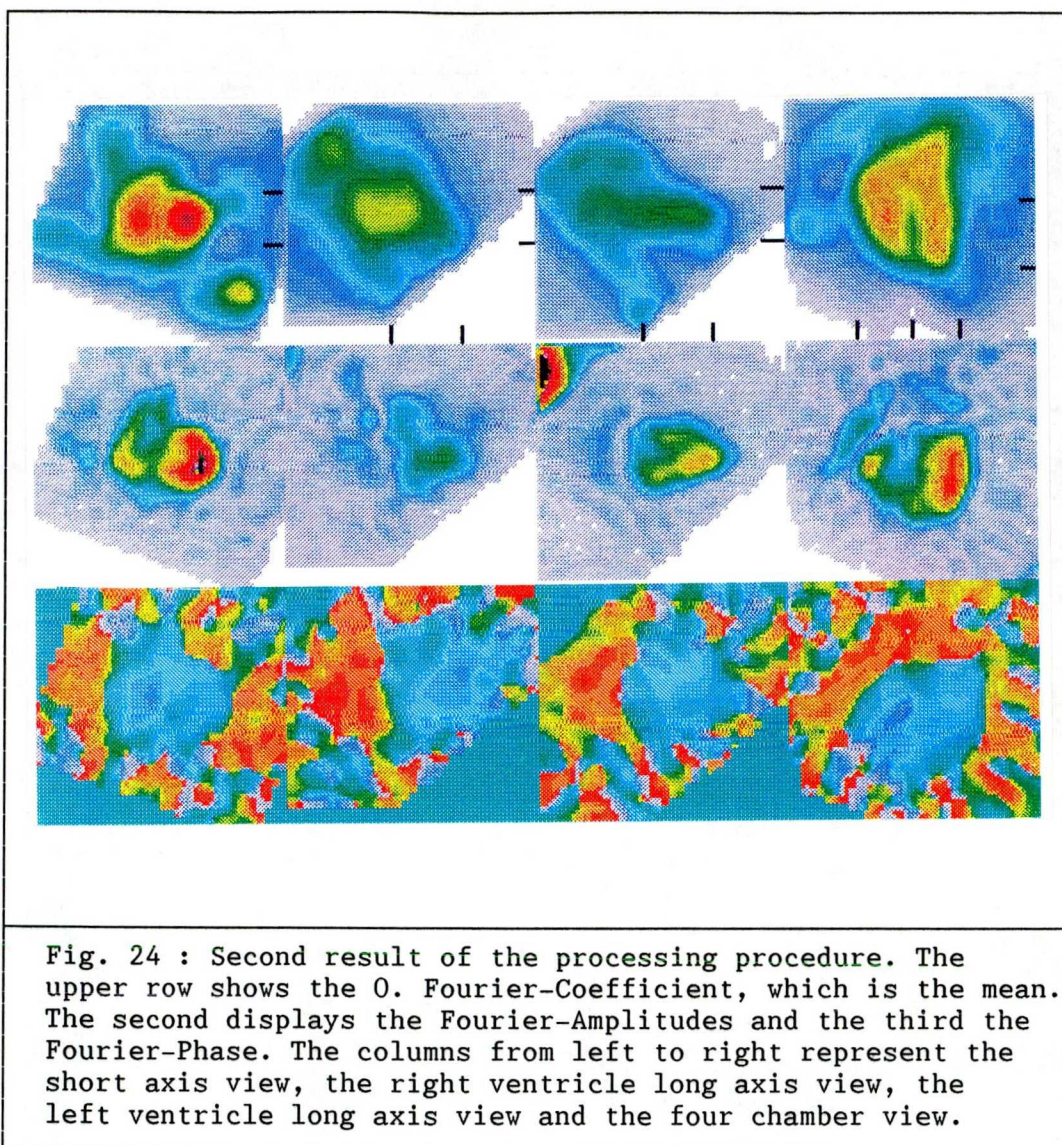 Fig. 24 : Second result of the processing procedure. The
upper row shows the O. Fourier-Coefficient, which is the mean.
The second displays the Fourier-Amplitudes and the third the
Fourier-Phase. The columns from left to right represent the
short axis view, the right ventricle long axis view, the
left ventricle long axis view and the four chamber view.